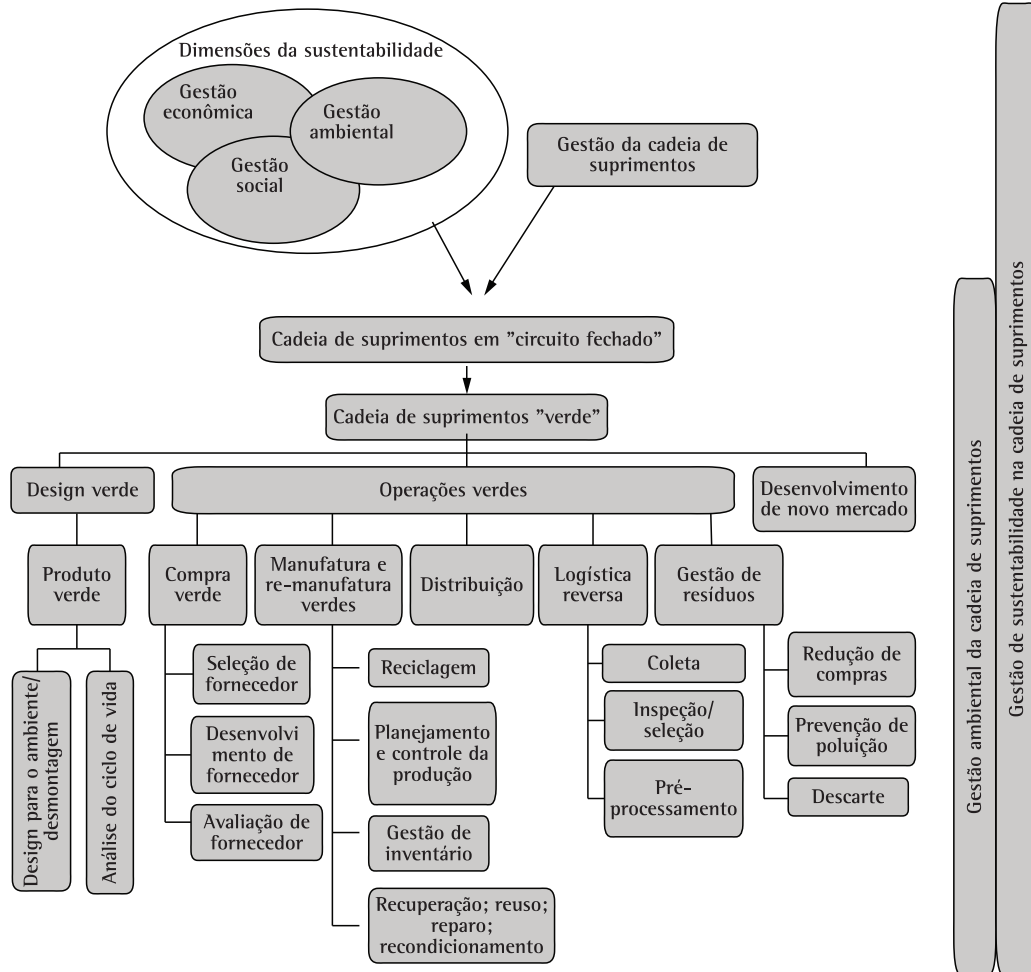 Dimensões da sustentabilidade
Gestão
econômica
Gestão
ambiental
Gestão
social
Gestão da cadeia de
suprimentos
Cadeia de suprimentos em "circuito fechado"
Cadeia de suprimentos "verde"
Design verde
Operações verdes
Desenvolvimento
de novo mercado
Produto
verde
Compra
verde
Manufatura e
re-manufatura
verdes
Distribuição
Logística
reversa
Gestão de
resíduos
Design para o ambiente/
desmontagem
Análise do ciclo de vida
Seleção de
fornecedor
Desenvolvi
mento de
fornecedor
Avaliação de
fornecedor
Reciclagem
Planejamento
e controle da
produção
Gestão de
inventário
Recuperação; reuso;
reparo;
recondicionamento
Coleta
Inspeção/
seleção
Pré-
processamento
Redução de
compras
Prevenção de
poluição
Descarte
Gestão ambiental da cadeia de suprimentos
Gestão de sustentabilidade na cadeia de suprimentos